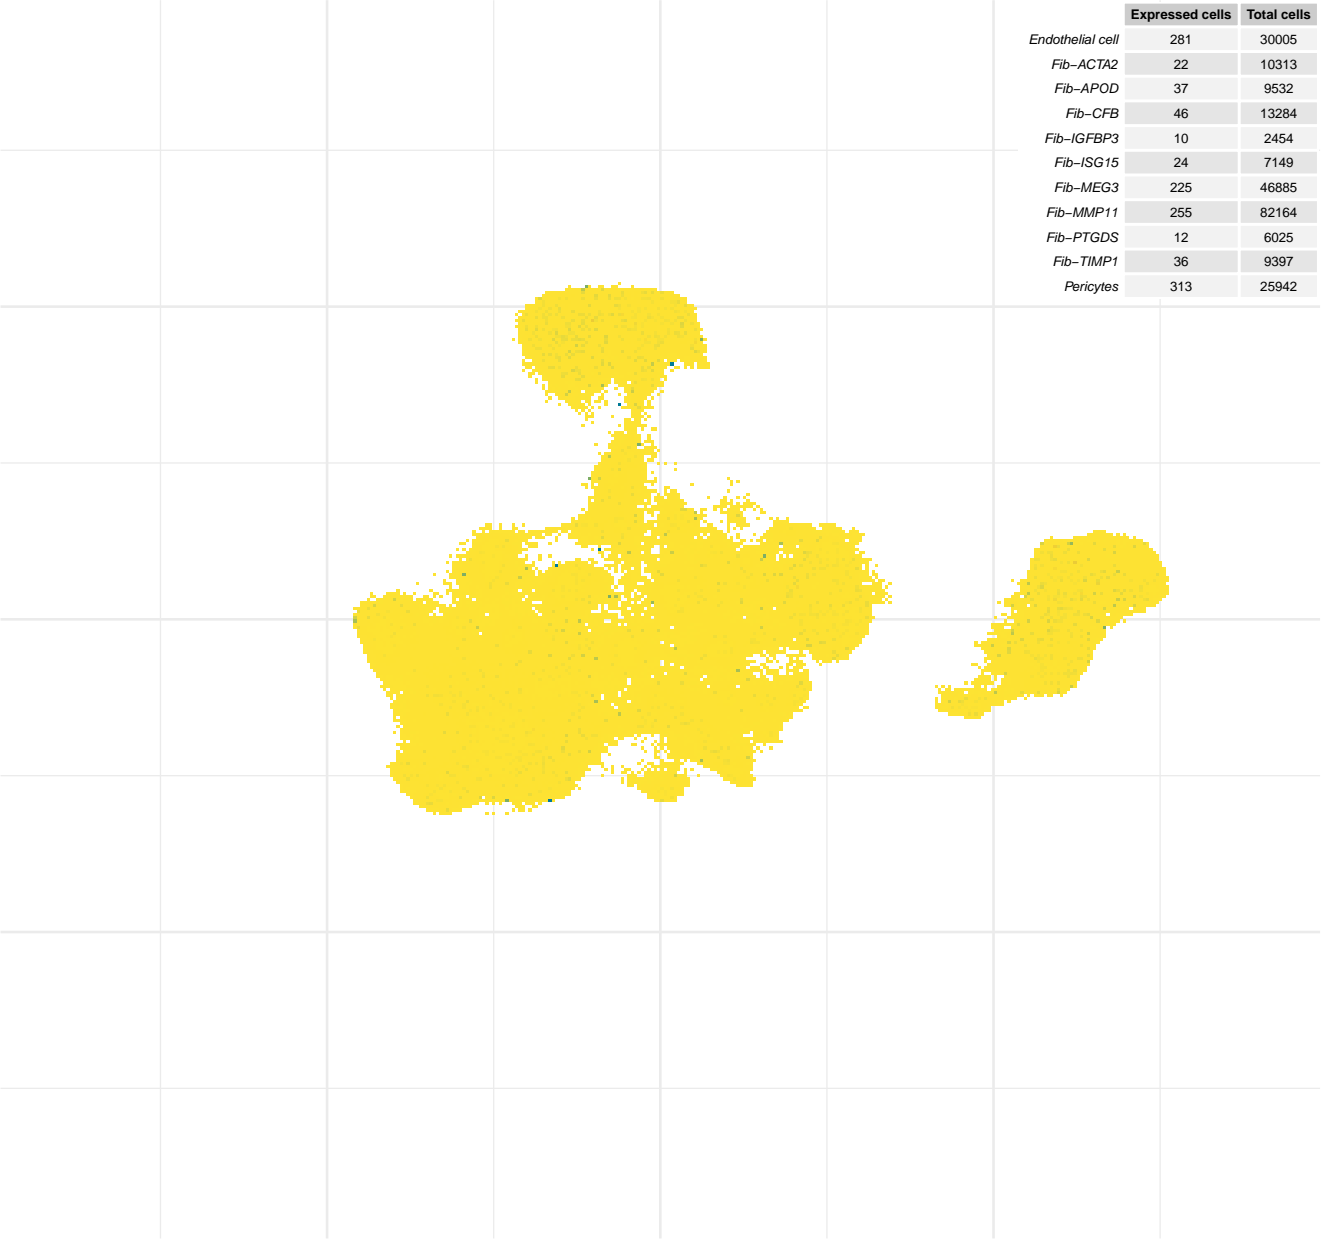 Expressed cells Total cells
Endothelial cell 281 30005
Fib−ACTA2 22 10313
Fib−APOD 37 9532
Fib−CFB 46 13284
Fib−IGFBP3 10 2454
Fib−ISG15 24 7149
Fib−MEG3 225 46885
Fib−MMP11 255 82164
Fib−PTGDS 12 6025
Fib−TIMP1 36 9397
Pericytes 313 25942